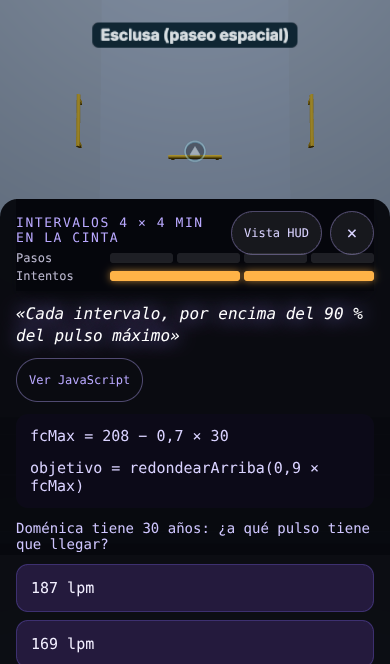 Esclusa (paseo espacial)
INTERVALOS 4 × 4 MIN
EN LA CINTA
Vista HUD
×
Pasos
Intentos
«Cada intervalo, por encima del 90 %
del pulso máximo»
Ver JavaScript
fcMax = 208 − 0,7 × 30
objetivo = redondearArriba(0,9 ×
fcMax)
Doménica tiene 30 años: ¿a qué pulso tiene
que llegar?
187 lpm
169 lpm